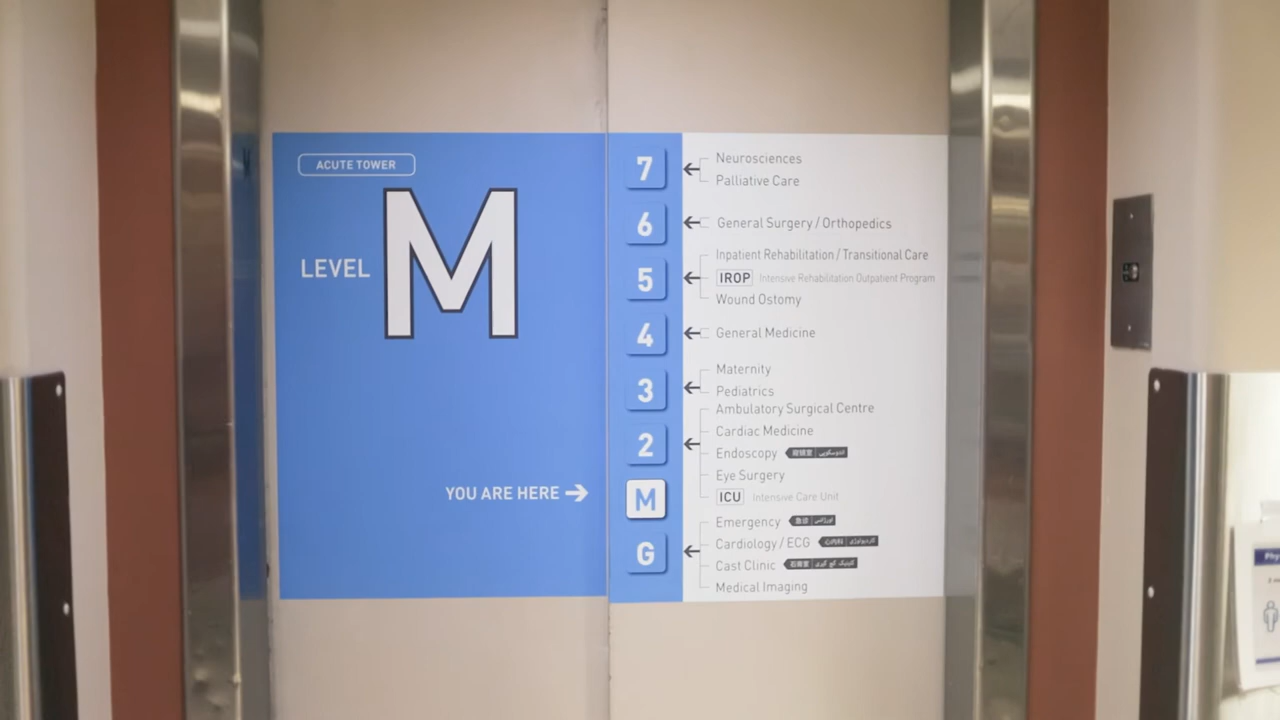 ACUTE TOWER
LEVEL M
YOU ARE HERE →
7
Neurosciences
Palliative Care
6
General Surgery / Orthopedics
5
Inpatient Rehabilitation / Transitional Care
IROP Intensive Rehabilitation Outpatient Program
Wound Ostomy
4
General Medicine
3
Maternity
Pediatrics
2
Ambulatory Surgical Centre
Cardiac Medicine
Endoscopy
Eye Surgery
ICU Intensive Care Unit
M
G
Emergency 急诊
Cardiology / ECG
Cast Clinic
Medical Imaging